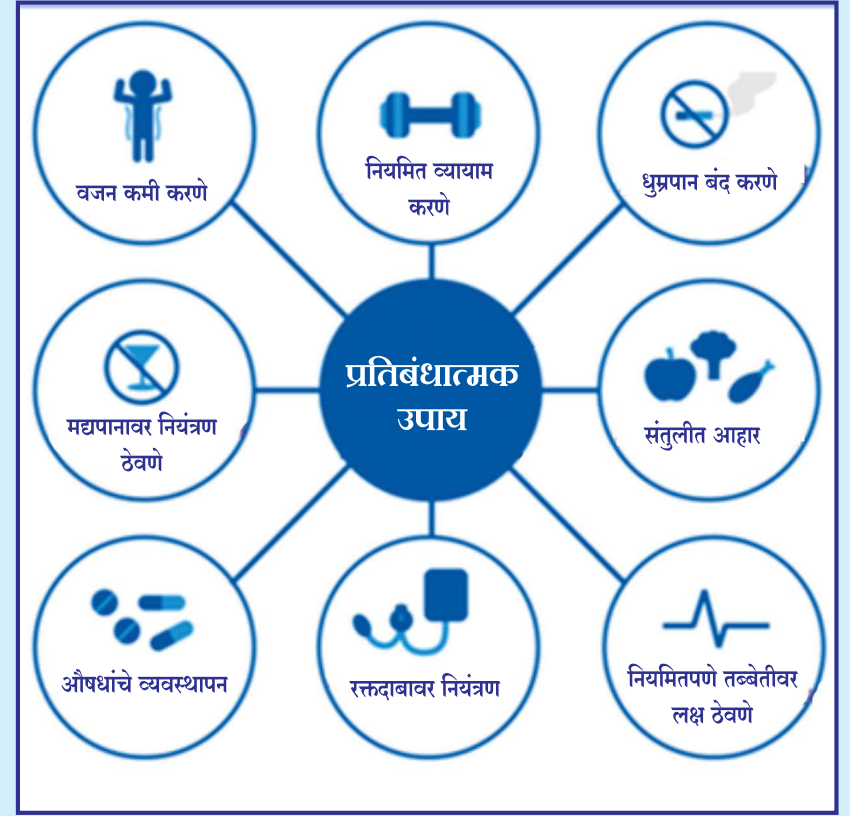 वजन कमी करणे
नियमित व्यायाम
करणे
धुम्रपान बंद करणे
प्रतिबंधात्मक
उपाय
मद्यपानावर नियंत्रण
ठेवणे
संतुलीत आहार
औषधांचे व्यवस्थापन
रक्तदाबावर नियंत्रण
नियमितपणे तब्बेतीवर
लक्ष ठेवणे